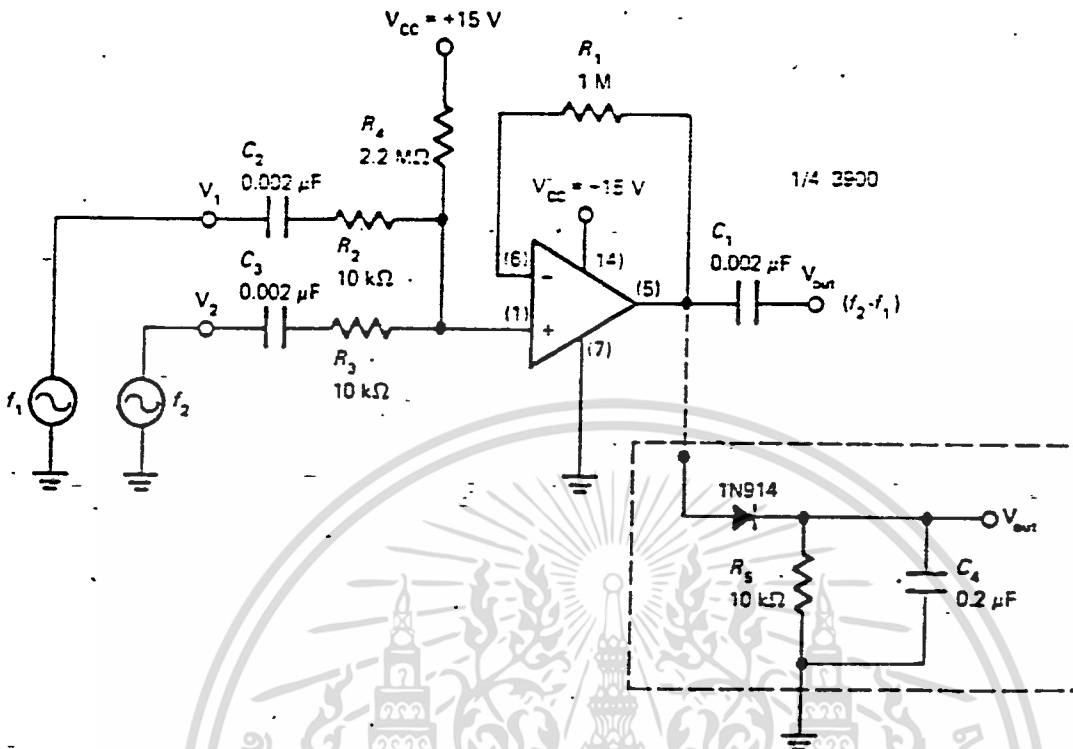 V_CC = +15 V
R_1
1 M
R_4
2.2 MΩ
C_2
0.002 µF
V_1
R_2
10 kΩ
C_3
0.002 µF
V_2
R_3
10 kΩ
V_CC = -15 V
1/4 3900
(6)
-
14)
(1)
+
(5)
(7)
C_1
0.002 µF
V_out
(f_2-f_1)
f_1
f_2
1N914
V_out
R_5
10 kΩ
C_4
0.2 µF